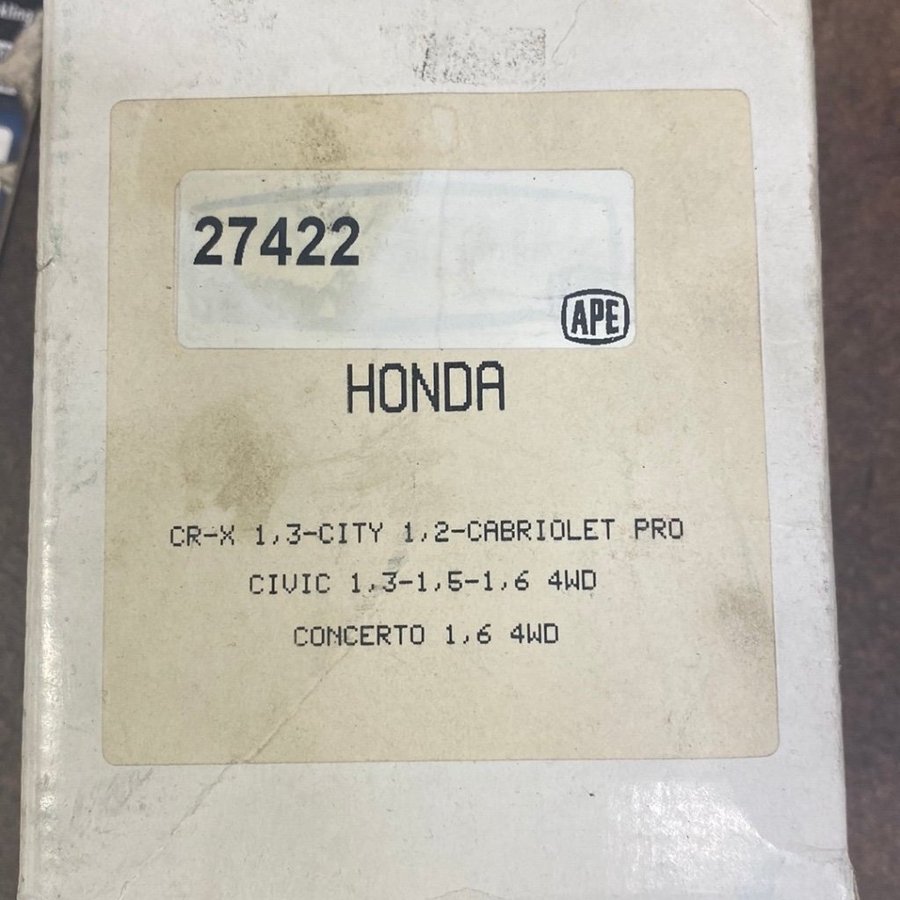 27422
APE
HONDA
CR-X 1,3-CITY 1,2-CABRIOLET PRO
CIVIC 1,3-1,5-1,6 4WD
CONCERTO 1,6 4WD